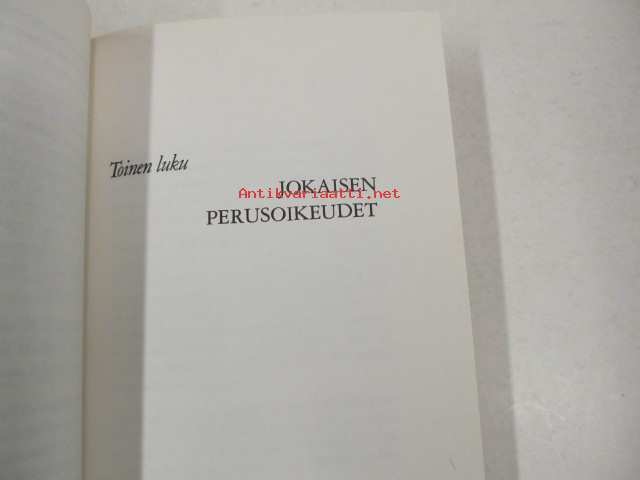 Toinen luku
JOKAISEN
Antikvariaatti.net
PERUSOIKEUDET